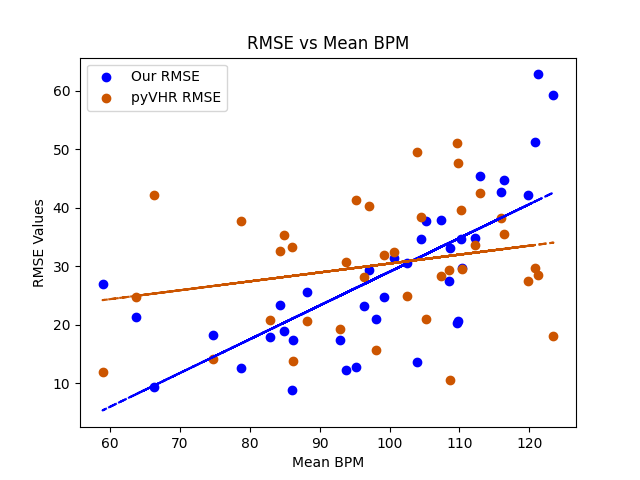 RMSE vs Mean BPM
Our RMSE
pyVHR RMSE
RMSE Values
60
50
40
30
20
10
60 70 80 90 100 110 120
Mean BPM